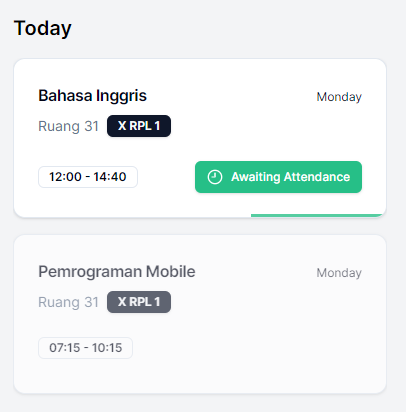 Today
Bahasa Inggris
Monday
Ruang 31
X RPL 1
12:00 - 14:40
Awaiting Attendance
Pemrograman Mobile
Monday
Ruang 31
X RPL 1
07:15 - 10:15